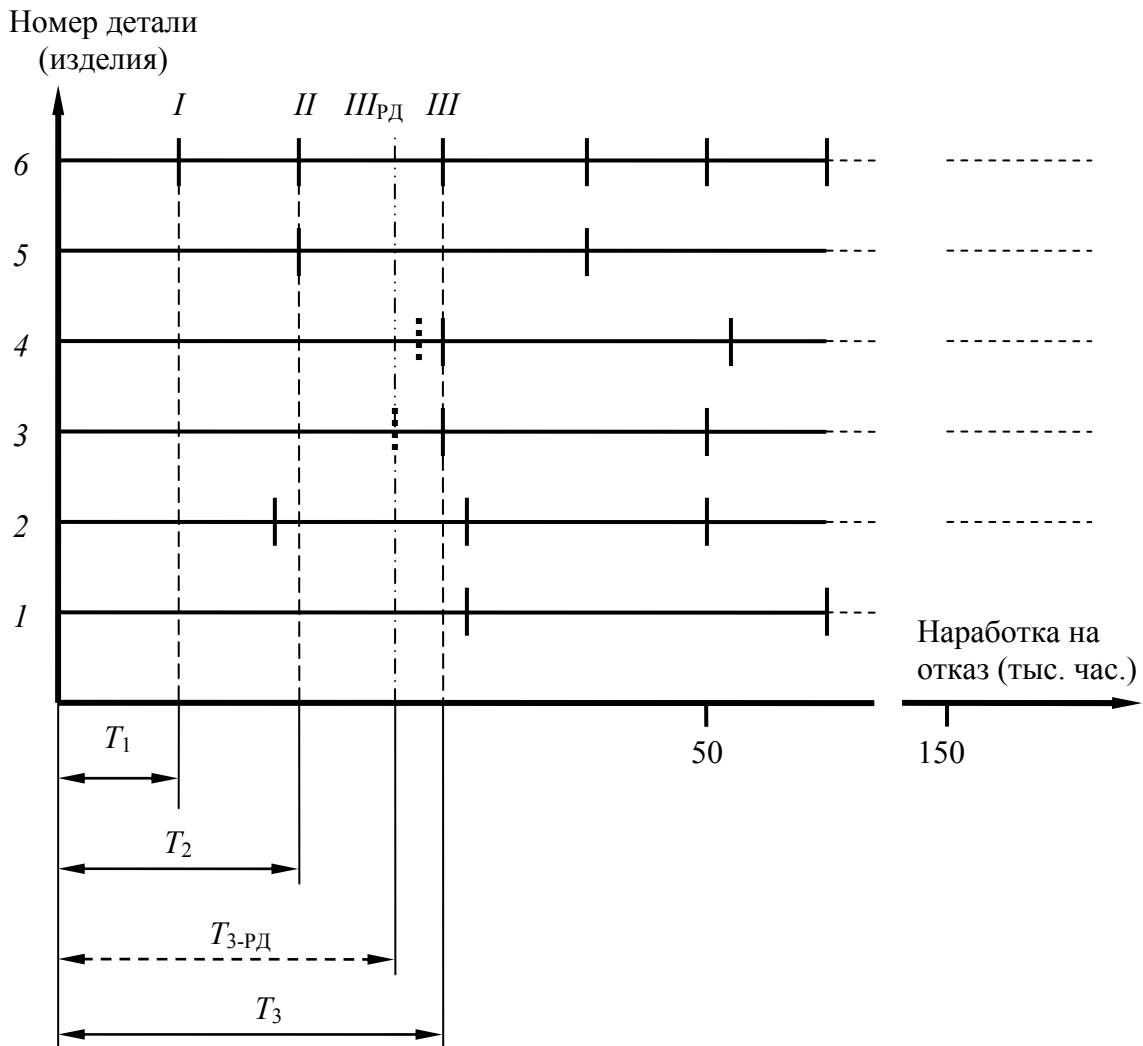 Номер детали
(изделия)
I II IIIРД III
6
5
4
3
2
1
Наработка на
отказ (тыс. час.)
50 150
T1
T2
T3-РД
T3